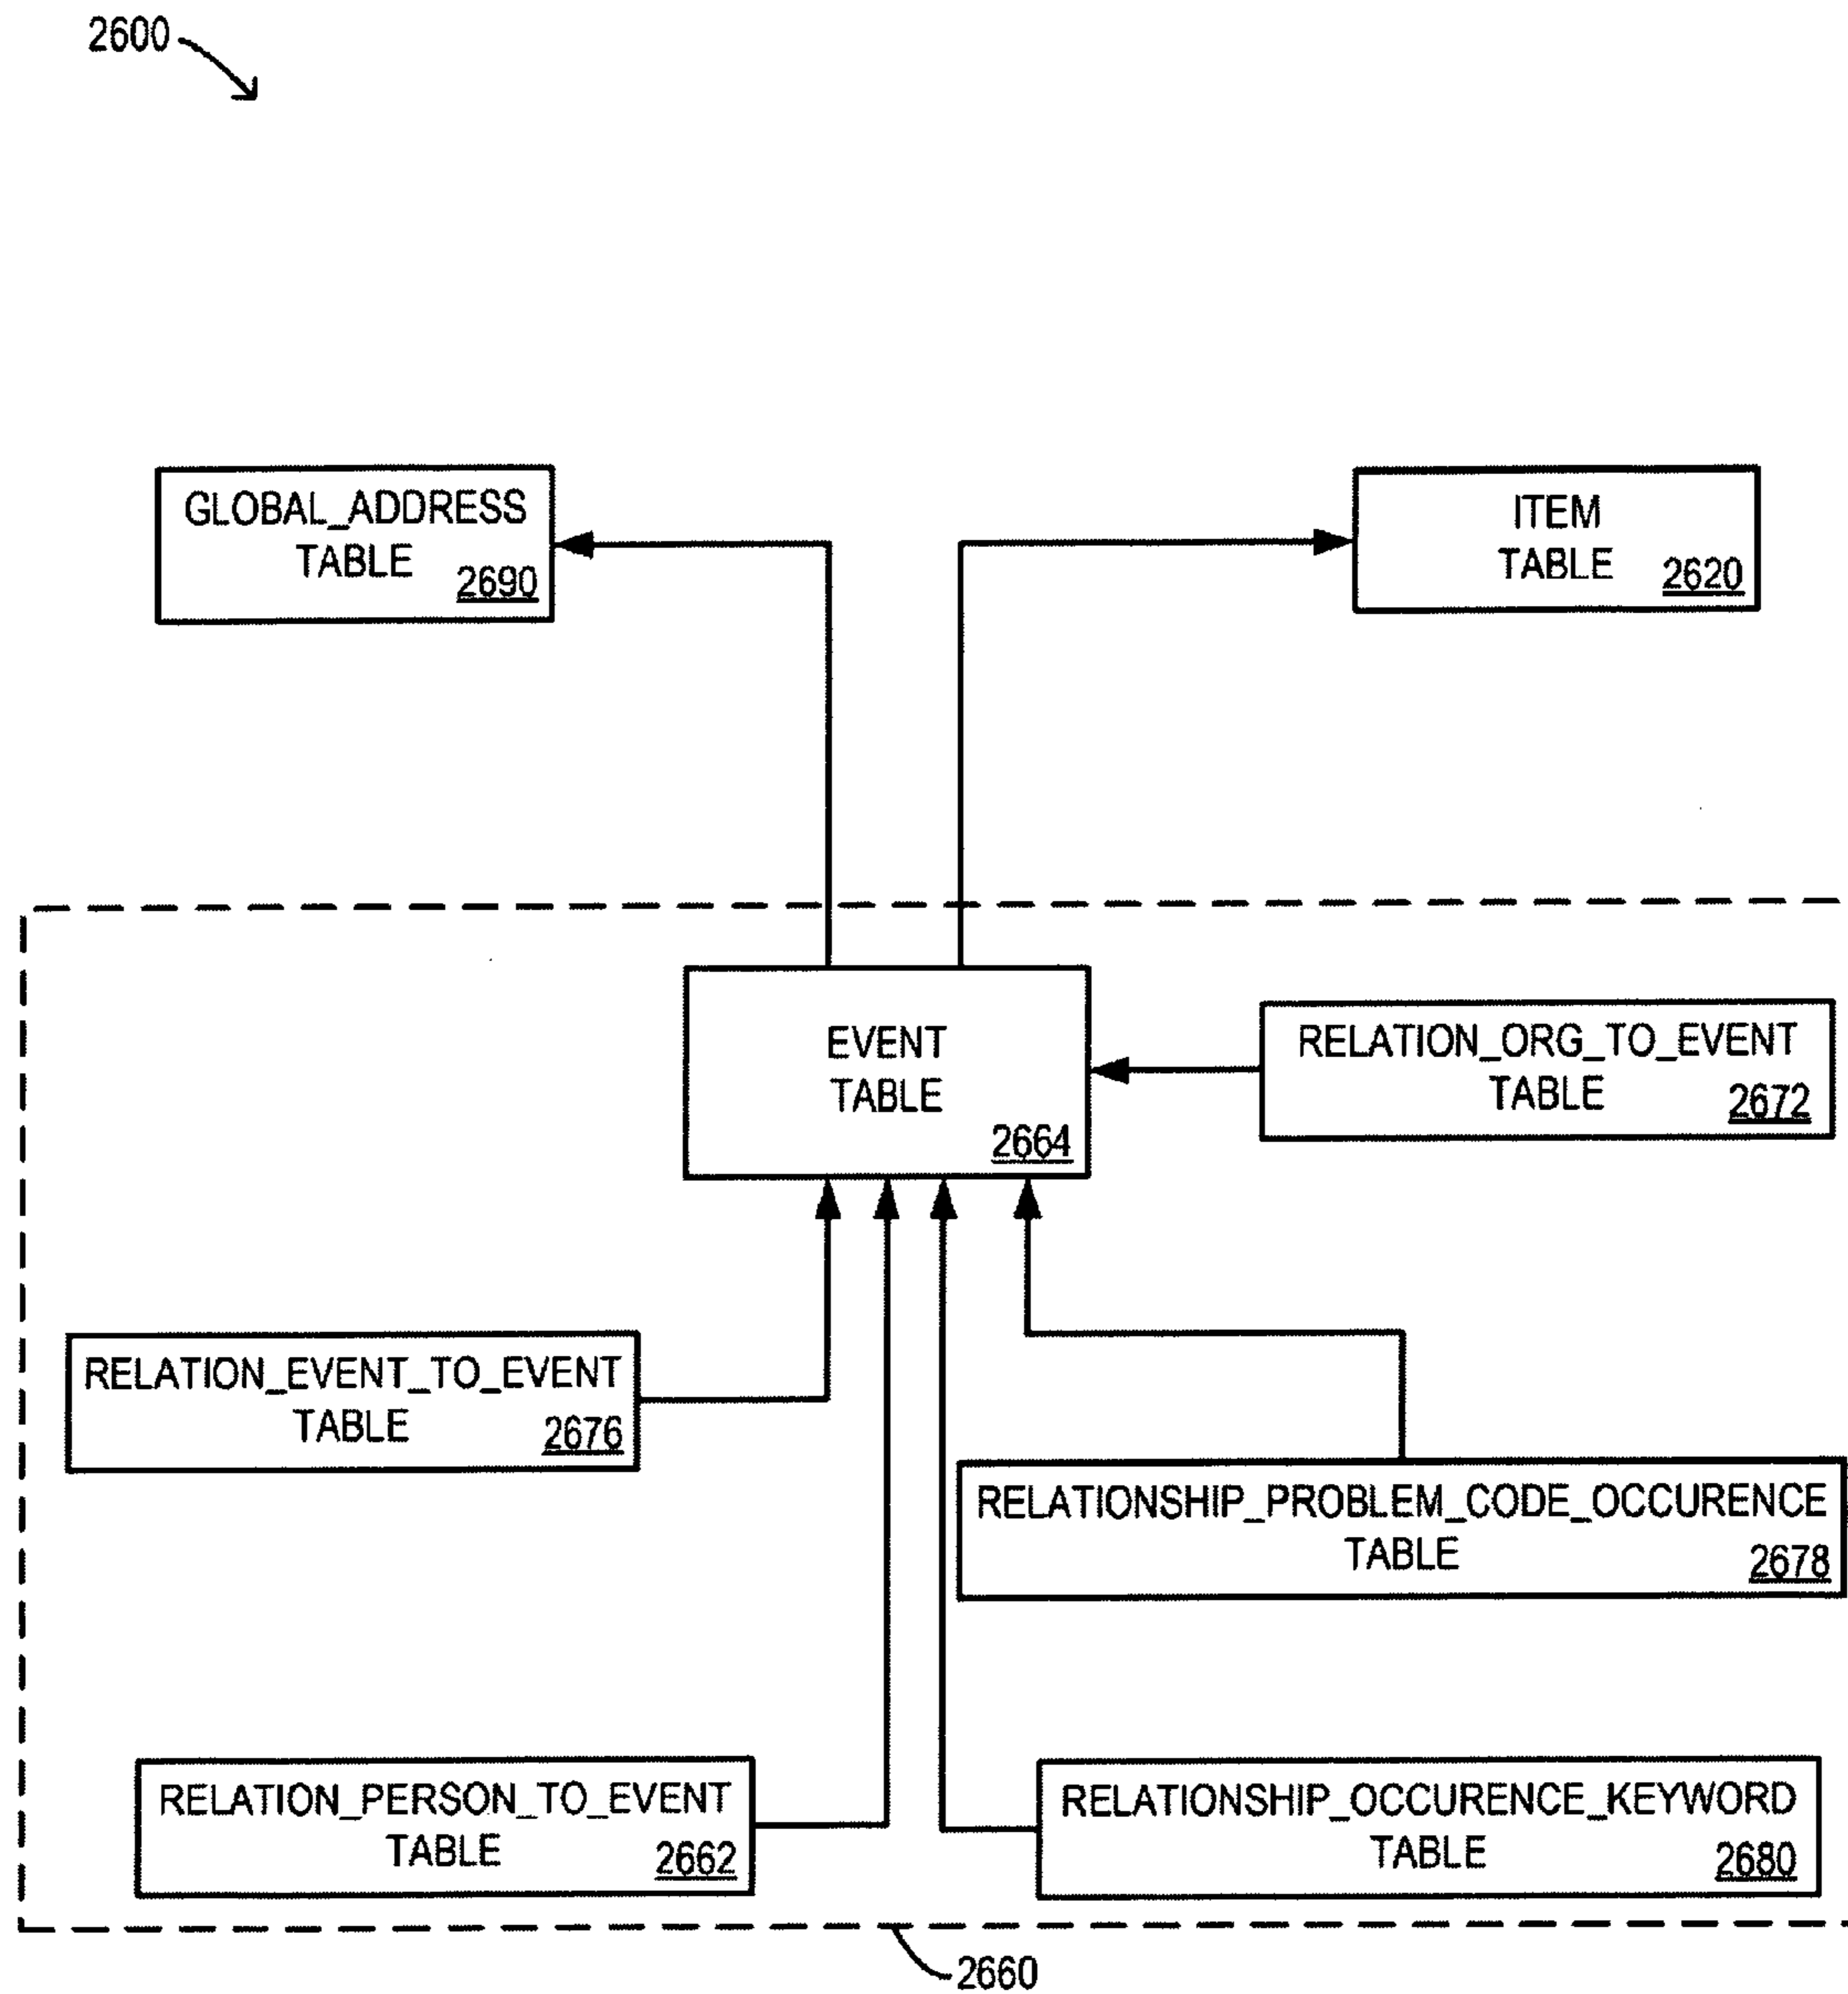 2600
GLOBAL_ADDRESS
TABLE
2690
ITEM
TABLE
2620
EVENT
TABLE
2664
RELATION_ORG_TO_EVENT
TABLE
2672
RELATION_EVENT_TO_EVENT
TABLE
2676
RELATIONSHIP_PROBLEM_CODE_OCCURENCE
TABLE
2678
RELATION_PERSON_TO_EVENT
TABLE
2662
RELATIONSHIP_OCCURENCE_KEYWORD
TABLE
2680
2660